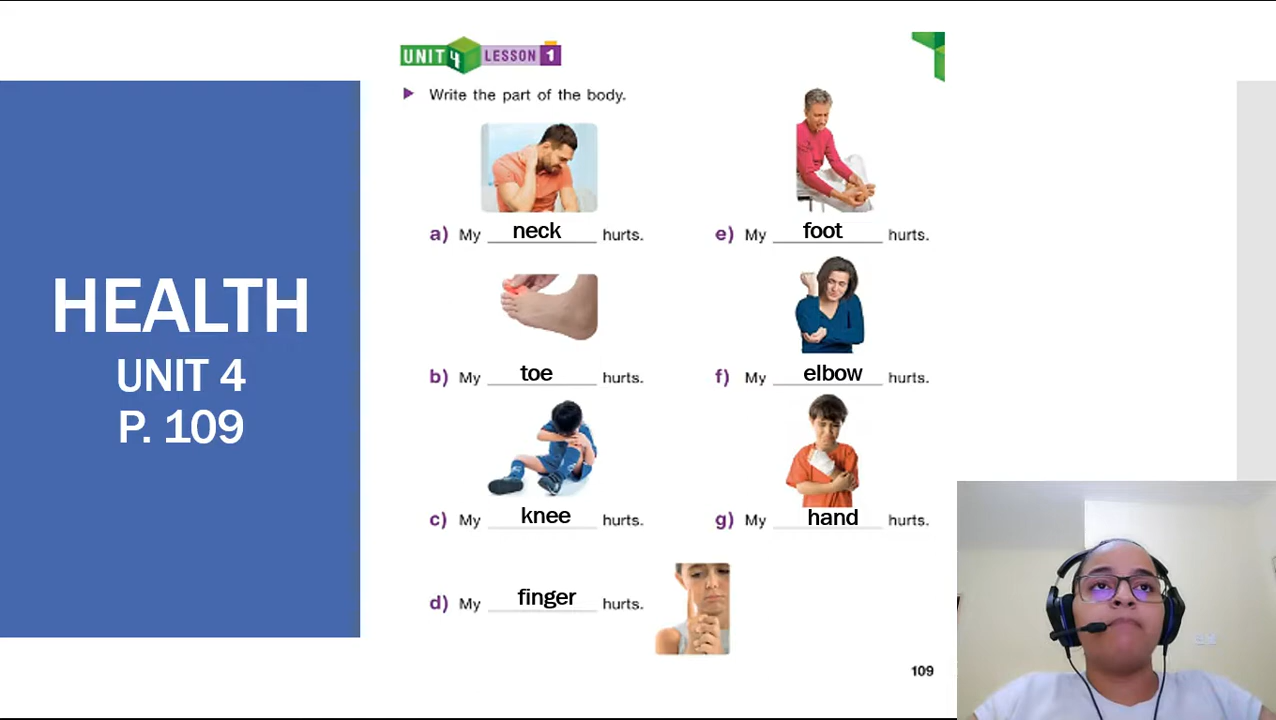 HEALTH
UNIT 4
P. 109
UNIT 4 LESSON 1
Write the part of the body.
a) My neck hurts.
b) My toe hurts.
c) My knee hurts.
d) My finger hurts.
e) My foot hurts.
f) My elbow hurts.
g) My hand hurts.
109